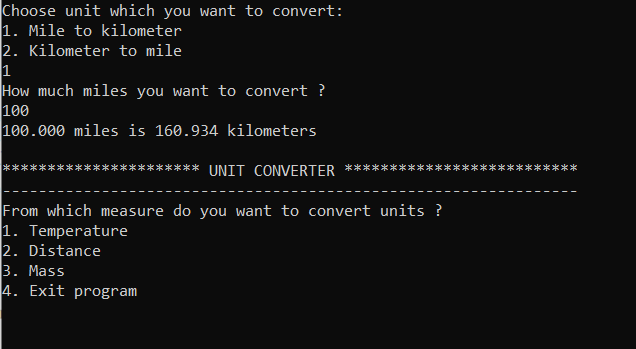 Choose unit which you want to convert:
1. Mile to kilometer
2. Kilometer to mile
1
How much miles you want to convert ?
100
100.000 miles is 160.934 kilometers
********************** UNIT CONVERTER **************************
----------------------------------------------------------------
From which measure do you want to convert units ?
1. Temperature
2. Distance
3. Mass
4. Exit program